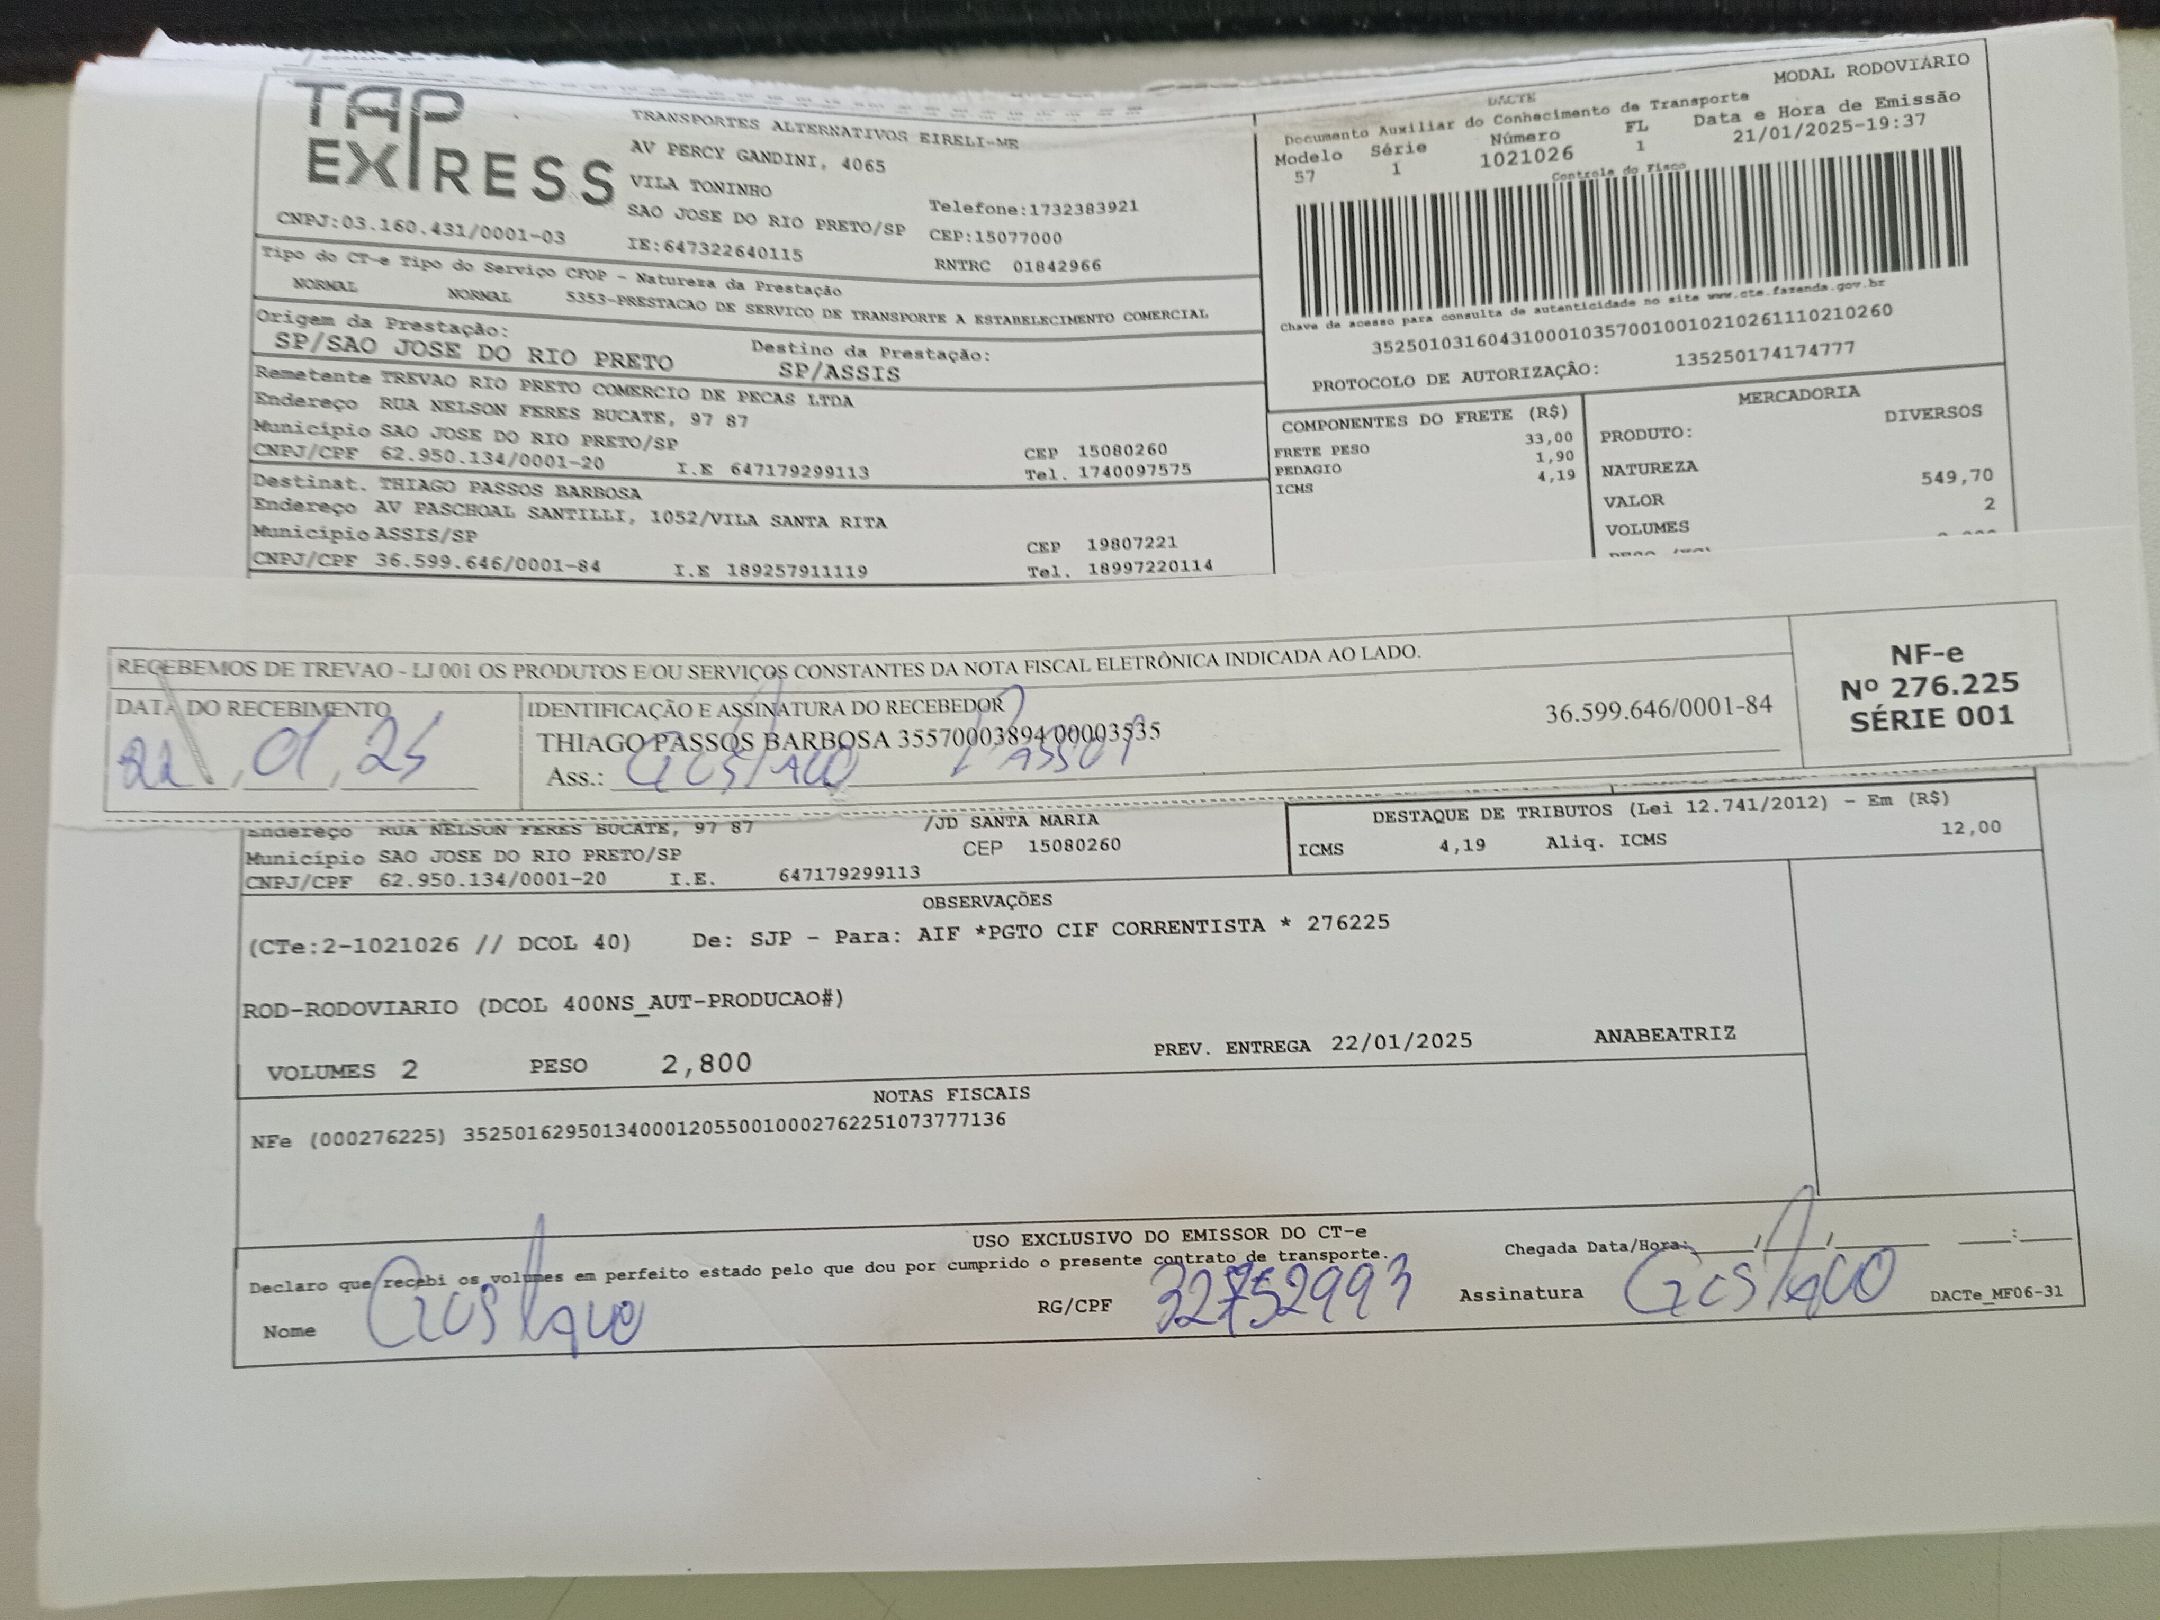 TAP
EXPRESS
CNPJ:03.160.431/0001-03
TRANSPORTES ALTERNATIVOS EIRELI-ME
AV PERCY GANDINI, 4065
VILA TONINHO
SAO JOSE DO RIO PRETO/SP
IE:647322640115
Telefone:1732383921
CEP:15077000
RNTRC 01842966
MODAL RODOVIÁRIO
DACTE
Documento Auxiliar do Conhecimento de Transporte
Modelo Série Número FL Data e Hora de Emissão
57 1 1021026 1 21/01/2025-19:37
Controle do Fisco
Chave de acesso para consulta de autenticidade no site www.cte.fazenda.gov.br
35250103160431000103570010010210261110210260
PROTOCOLO DE AUTORIZAÇÃO: 135250174174777
Tipo do CT-e Tipo do Serviço CFOP - Natureza da Prestação
NORMAL NORMAL 5353-PRESTACAO DE SERVICO DE TRANSPORTE A ESTABELECIMENTO COMERCIAL
Origem da Prestação: Destino da Prestação:
SP/SAO JOSE DO RIO PRETO SP/ASSIS
Remetente TREVAO RIO PRETO COMERCIO DE PECAS LTDA
Endereço RUA NELSON FERES BUCATE, 97 87
Município SAO JOSE DO RIO PRETO/SP CEP 15080260
CNPJ/CPF 62.950.134/0001-20 I.E 647179299113 Tel. 1740097575
Destinat. THIAGO PASSOS BARBOSA
Endereço AV PASCHOAL SANTILLI, 1052/VILA SANTA RITA
Município ASSIS/SP CEP 19807221
CNPJ/CPF 36.599.646/0001-84 I.E 189257911119 Tel. 18997220114
COMPONENTES DO FRETE (R$)
FRETE PESO 33,00
PEDAGIO 1,90
ICMS 4,19
MERCADORIA
PRODUTO: DIVERSOS
NATUREZA
VALOR 549,70
VOLUMES 2
RECEBEMOS DE TREVAO - LJ 001 OS PRODUTOS E/OU SERVIÇOS CONSTANTES DA NOTA FISCAL ELETRÔNICA INDICADA AO LADO.
DATA DO RECEBIMENTO
22, 01, 25
IDENTIFICAÇÃO E ASSINATURA DO RECEBEDOR
THIAGO PASSOS BARBOSA 35570003894 00003535 36.599.646/0001-84
Ass.: Gustavo Passos
NF-e
Nº 276.225
SÉRIE 001
Endereço RUA NELSON FERES BUCATE, 97 87 /JD SANTA MARIA
Município SAO JOSE DO RIO PRETO/SP CEP 15080260
CNPJ/CPF 62.950.134/0001-20 I.E. 647179299113
DESTAQUE DE TRIBUTOS (Lei 12.741/2012) - Em (R$)
ICMS 4,19 Aliq. ICMS 12,00
OBSERVAÇÕES
(CTe:2-1021026 // DCOL 40) De: SJP - Para: AIF *PGTO CIF CORRENTISTA * 276225
ROD-RODOVIARIO (DCOL 400NS_AUT-PRODUCAO#)
VOLUMES 2 PESO 2,800 PREV. ENTREGA 22/01/2025 ANABEATRIZ
NOTAS FISCAIS
NFe (000276225) 35250162950134000120550010002762251073777136
USO EXCLUSIVO DO EMISSOR DO CT-e
Declaro que recebi os volumes em perfeito estado pelo que dou por cumprido o presente contrato de transporte.
Chegada Data/Hora:____/____/______ ____:____
Nome Gustavo RG/CPF 32752993 Assinatura Gustavo
DACTe_MF06-31